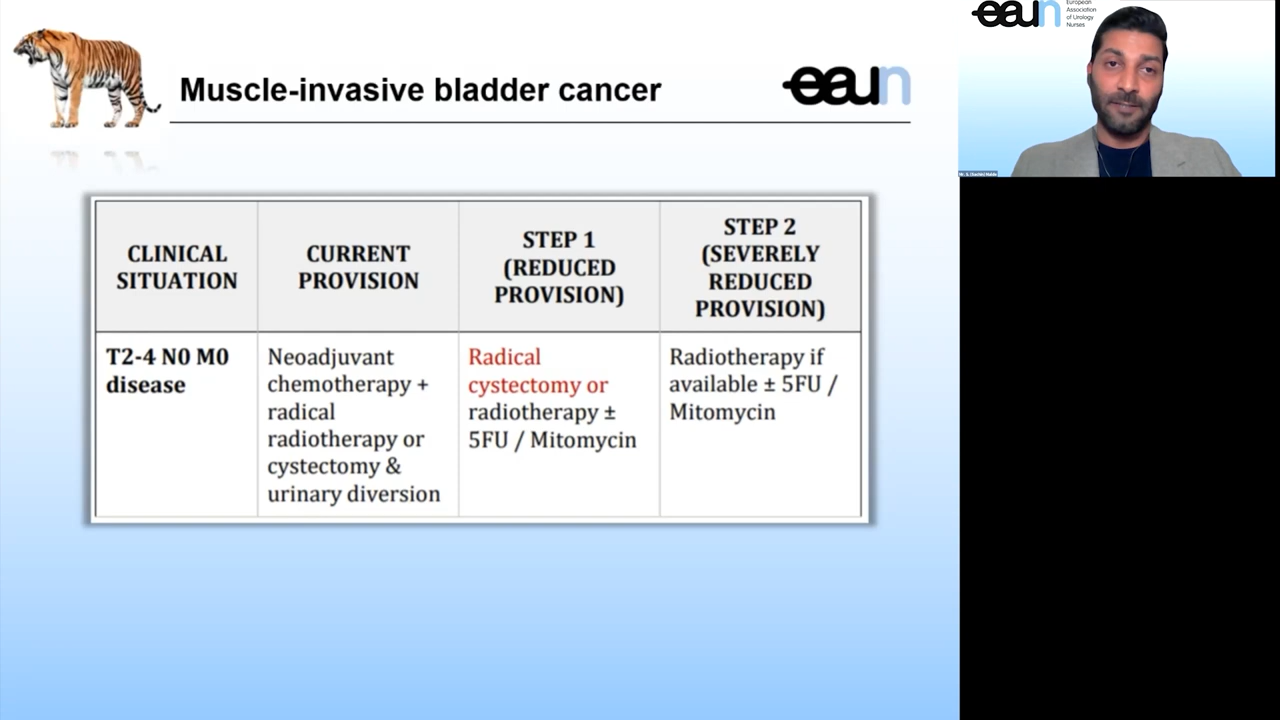 Muscle-invasive bladder cancer
eaun
CLINICAL
SITUATION
CURRENT
PROVISION
STEP 1
(REDUCED
PROVISION)
STEP 2
(SEVERELY
REDUCED
PROVISION)
T2-4 N0 M0
disease
Neoadjuvant
chemotherapy +
radical
radiotherapy or
cystectomy &
urinary diversion
Radical
cystectomy or
radiotherapy ±
5FU / Mitomycin
Radiotherapy if
available ± 5FU /
Mitomycin
eaun
European
Association
of Urology
Nurses